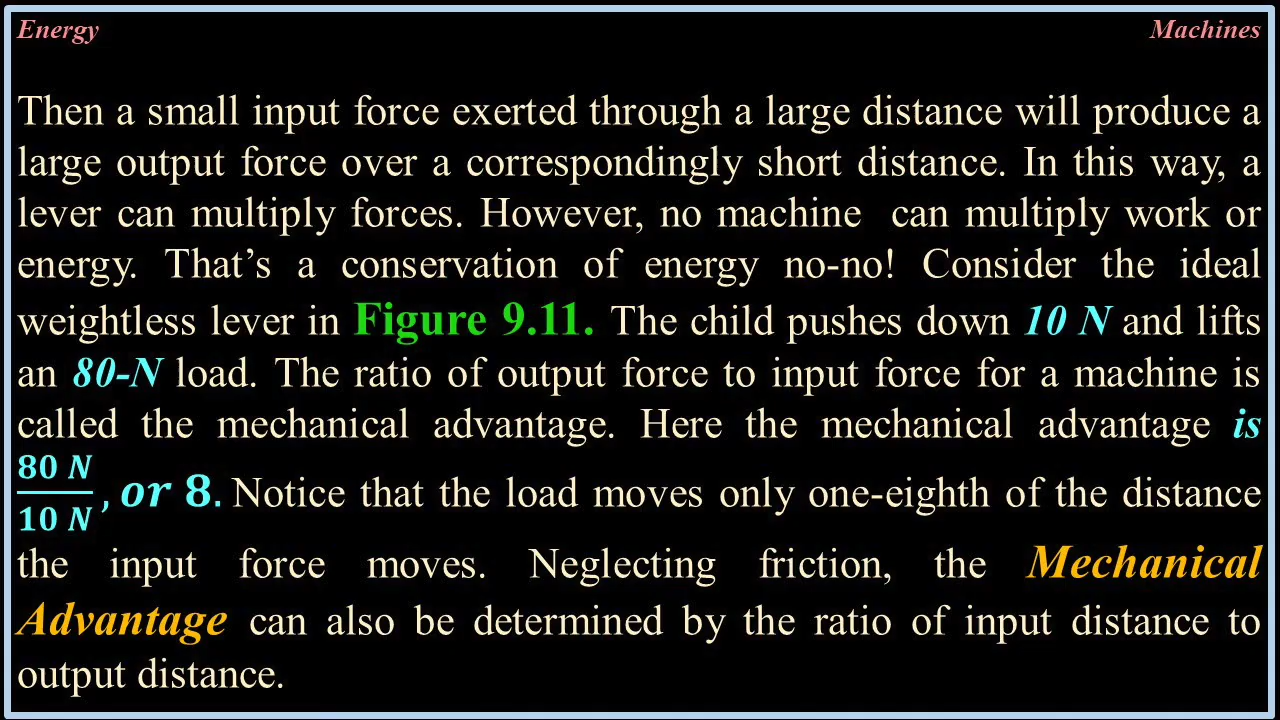 Energy Machines
Then a small input force exerted through a large distance will produce a
large output force over a correspondingly short distance. In this way, a
lever can multiply forces. However, no machine can multiply work or
energy. That’s a conservation of energy no-no! Consider the ideal
weightless lever in Figure 9.11. The child pushes down 10 N and lifts
an 80-N load. The ratio of output force to input force for a machine is
called the mechanical advantage. Here the mechanical advantage is
80 N/10 N, or 8. Notice that the load moves only one-eighth of the distance
the input force moves. Neglecting friction, the Mechanical
Advantage can also be determined by the ratio of input distance to
output distance.